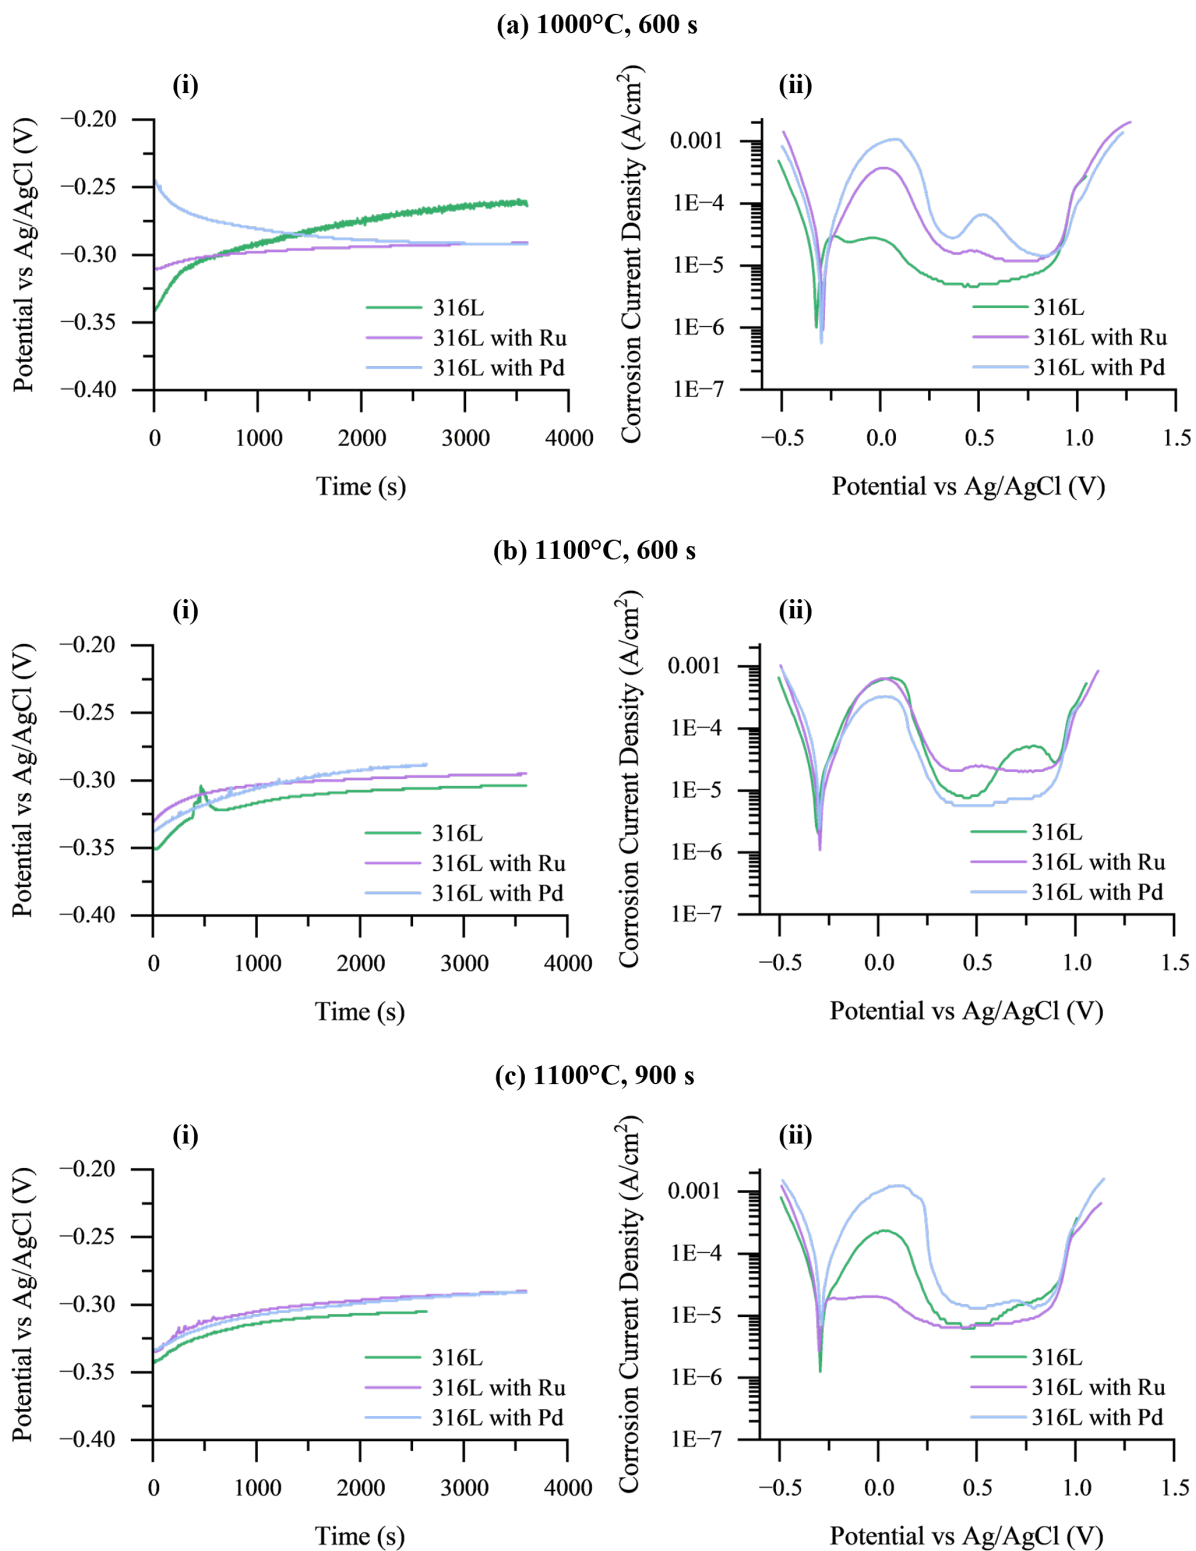 (a) 1000°C, 600 s
(i)
Potential vs Ag/AgCl (V)
−0.20
−0.25
−0.30
−0.35
−0.40
316L
316L with Ru
316L with Pd
0 1000 2000 3000 4000
Time (s)
(ii)
Corrosion Current Density (A/cm²)
0.001
1E−4
1E−5
1E−6
1E−7
316L
316L with Ru
316L with Pd
−0.5 0.0 0.5 1.0 1.5
Potential vs Ag/AgCl (V)
(b) 1100°C, 600 s
(i)
Potential vs Ag/AgCl (V)
−0.20
−0.25
−0.30
−0.35
−0.40
316L
316L with Ru
316L with Pd
0 1000 2000 3000 4000
Time (s)
(ii)
Corrosion Current Density (A/cm²)
0.001
1E−4
1E−5
1E−6
1E−7
316L
316L with Ru
316L with Pd
−0.5 0.0 0.5 1.0 1.5
Potential vs Ag/AgCl (V)
(c) 1100°C, 900 s
(i)
Potential vs Ag/AgCl (V)
−0.20
−0.25
−0.30
−0.35
−0.40
316L
316L with Ru
316L with Pd
0 1000 2000 3000 4000
Time (s)
(ii)
Corrosion Current Density (A/cm²)
0.001
1E−4
1E−5
1E−6
1E−7
316L
316L with Ru
316L with Pd
−0.5 0.0 0.5 1.0 1.5
Potential vs Ag/AgCl (V)